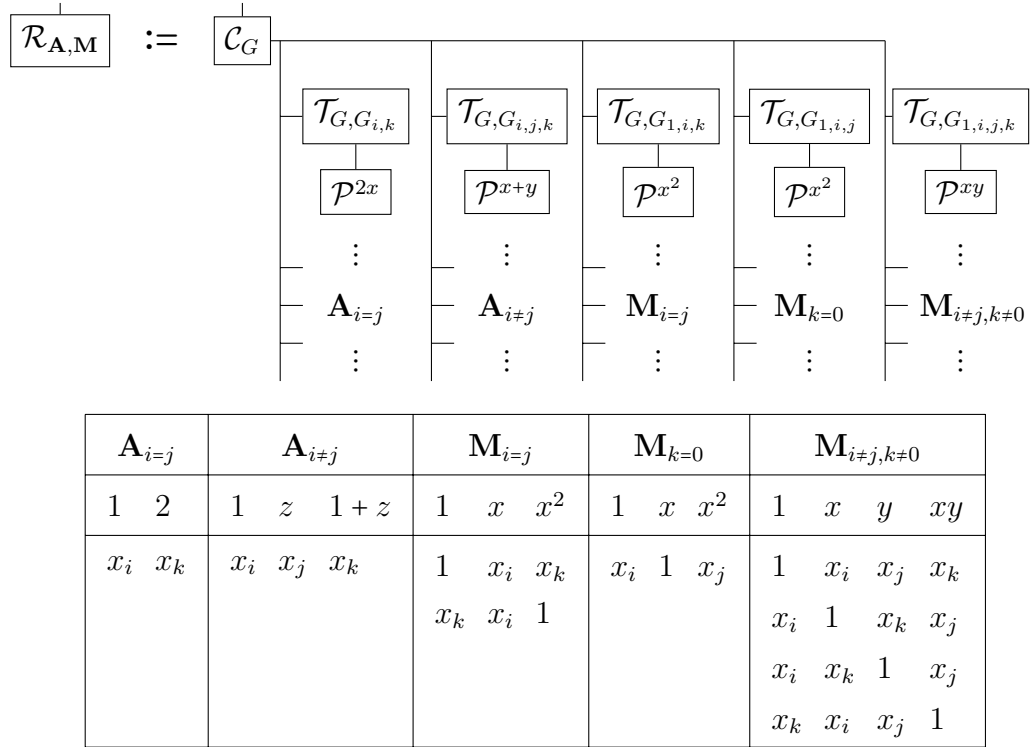 𝓡_{𝐀,𝐌} := 𝓒_G
𝓣_{G,G_{i,k}} 𝓣_{G,G_{i,j,k}} 𝓣_{G,G_{1,i,k}} 𝓣_{G,G_{1,i,j}} 𝓣_{G,G_{1,i,j,k}}
𝓟^{2x} 𝓟^{x+y} 𝓟^{x^2} 𝓟^{x^2} 𝓟^{xy}
⋮ ⋮ ⋮ ⋮ ⋮
𝐀_{i=j} 𝐀_{i≠j} 𝐌_{i=j} 𝐌_{k=0} 𝐌_{i≠j,k≠0}
⋮ ⋮ ⋮ ⋮ ⋮
𝐀_{i=j} 𝐀_{i≠j} 𝐌_{i=j} 𝐌_{k=0} 𝐌_{i≠j,k≠0}
1 2 1 z 1+z 1 x x^2 1 x x^2 1 x y xy
x_i x_k x_i x_j x_k 1 x_i x_k x_i 1 x_j 1 x_i x_j x_k
x_k x_i 1 x_i 1 x_k x_j
x_i x_k 1 x_j
x_k x_i x_j 1